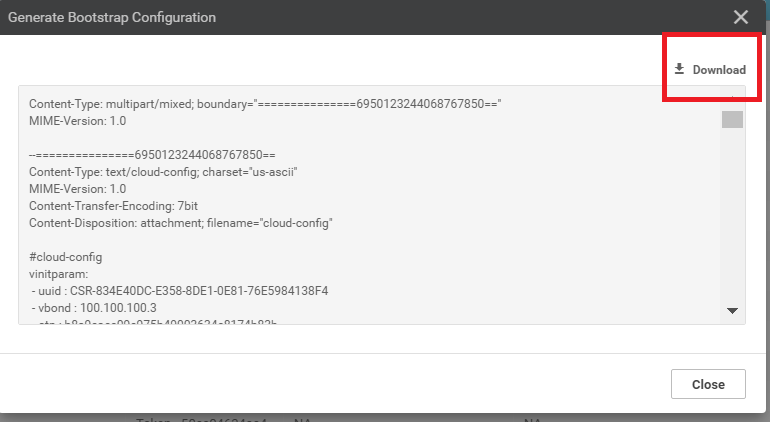 Generate Bootstrap Configuration
Download
Content-Type: multipart/mixed; boundary="===============6950123244068767850=="
MIME-Version: 1.0
--===============6950123244068767850==
Content-Type: text/cloud-config; charset="us-ascii"
MIME-Version: 1.0
Content-Transfer-Encoding: 7bit
Content-Disposition: attachment; filename="cloud-config"
#cloud-config
vinitparam:
- uuid : CSR-834E40DC-E358-8DE1-0E81-76E5984138F4
- vbond : 100.100.100.3
Close